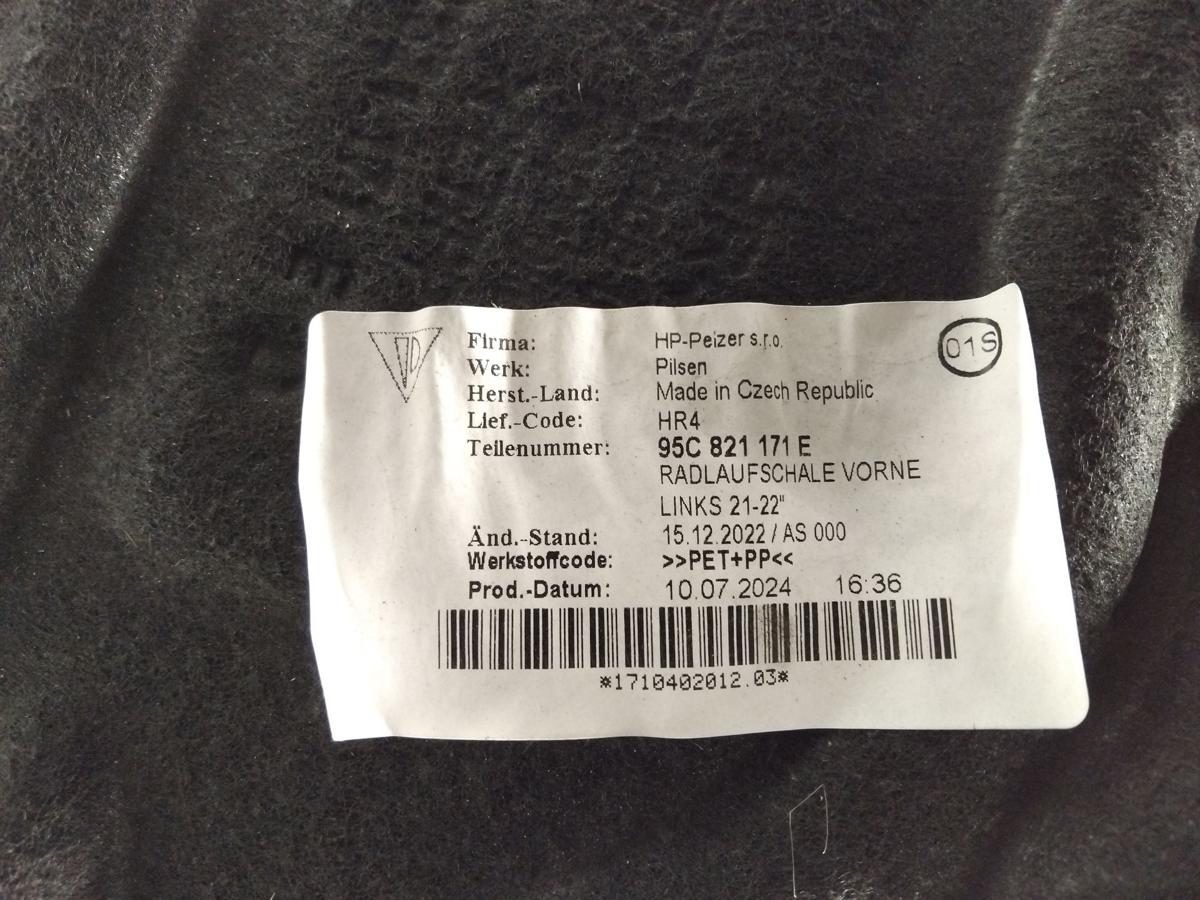 Firma: HP-Pelzer s.r.o.
01S
Werk: Pilsen
Herst.-Land: Made in Czech Republic
Lief.-Code: HR4
Teilenummer: 95C 821 171 E
RADLAUFSCHALE VORNE
LINKS 21-22"
Änd.-Stand: 15.12.2022 / AS 000
Werkstoffcode: >>PET+PP<<
Prod.-Datum: 10.07.2024 16:36
*1710402012.03*